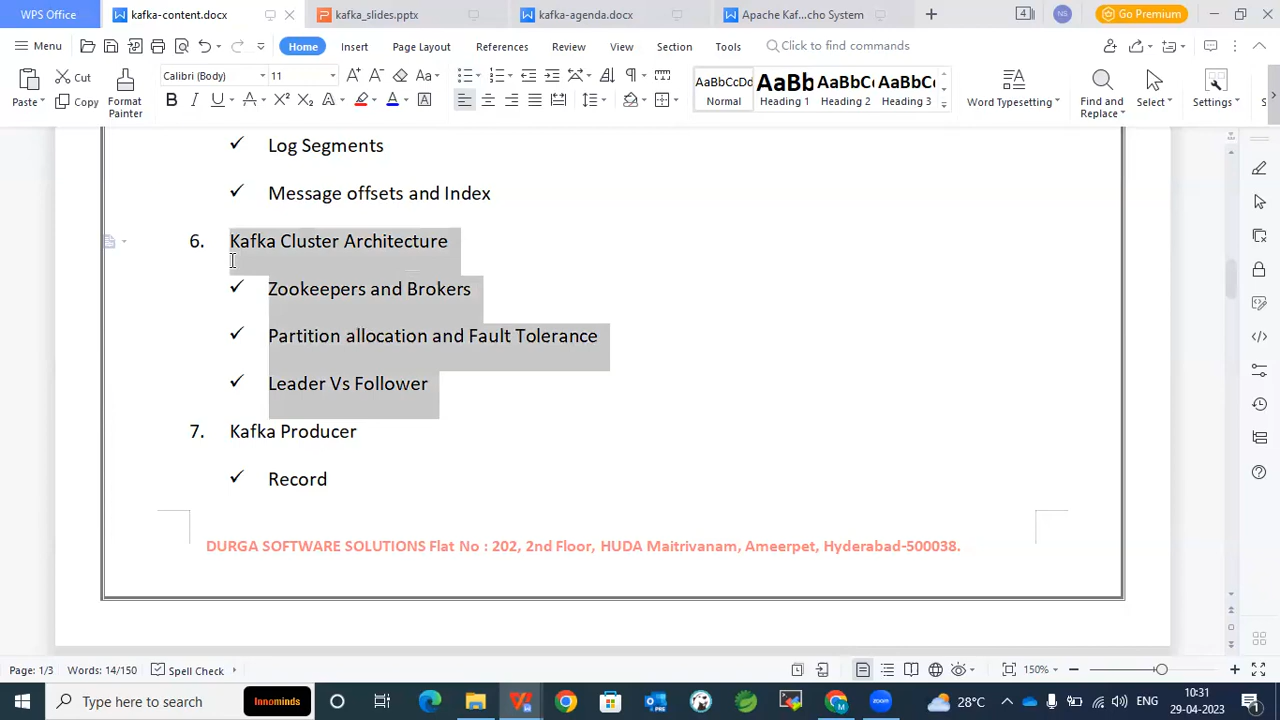 WPS Office
kafka-content.docx
kafka_slides.pptx
kafka-agenda.docx
Apache Kaf...cho System
4
NS
Go Premium
Menu
Home
Insert
Page Layout
References
Review
View
Section
Tools
Click to find commands
Paste
Cut
Copy
Format
Painter
Calibri (Body)
11
AaBbCcDd
Normal
AaBb
Heading 1
AaBbC
Heading 2
AaBbC
Heading 3
Word Typesetting
Find and
Replace
Select
Settings
Log Segments
Message offsets and Index
6. Kafka Cluster Architecture
Zookeepers and Brokers
Partition allocation and Fault Tolerance
Leader Vs Follower
7. Kafka Producer
Record
DURGA SOFTWARE SOLUTIONS Flat No : 202, 2nd Floor, HUDA Maitrivanam, Ameerpet, Hyderabad-500038.
Page: 1/3
Words: 14/150
Spell Check
150%
Type here to search
Innominds
28°C
ENG
10:31
29-04-2023